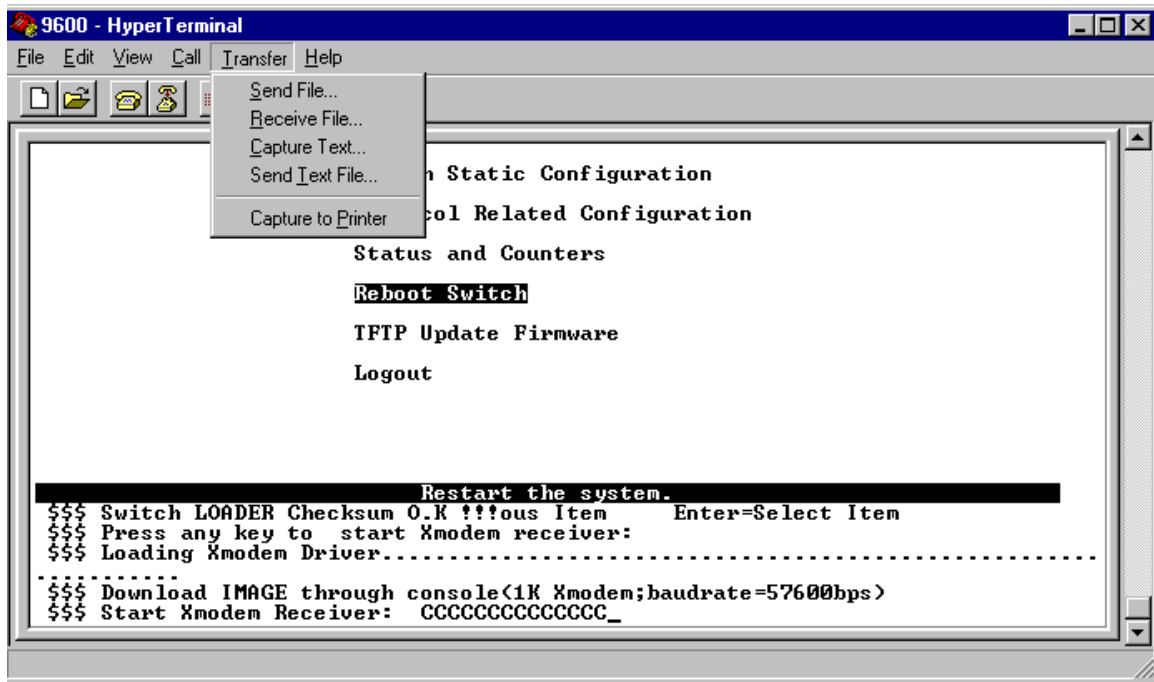 9600 - HyperTerminal
File Edit View Call Transfer Help
Send File...
Receive File...
Capture Text...
Send Text File...
Capture to Printer
Static Configuration
col Related Configuration
Status and Counters
Reboot Switch
TFTP Update Firmware
Logout
Restart the system.
$$$ Switch LOADER Checksum O.K !!!ous Item Enter=Select Item
$$$ Press any key to start Xmodem receiver:
$$$ Loading Xmodem Driver......................................................
...........
$$$ Download IMAGE through console(1K Xmodem;baudrate=57600bps)
$$$ Start Xmodem Receiver: CCCCCCCCCCCCCC_